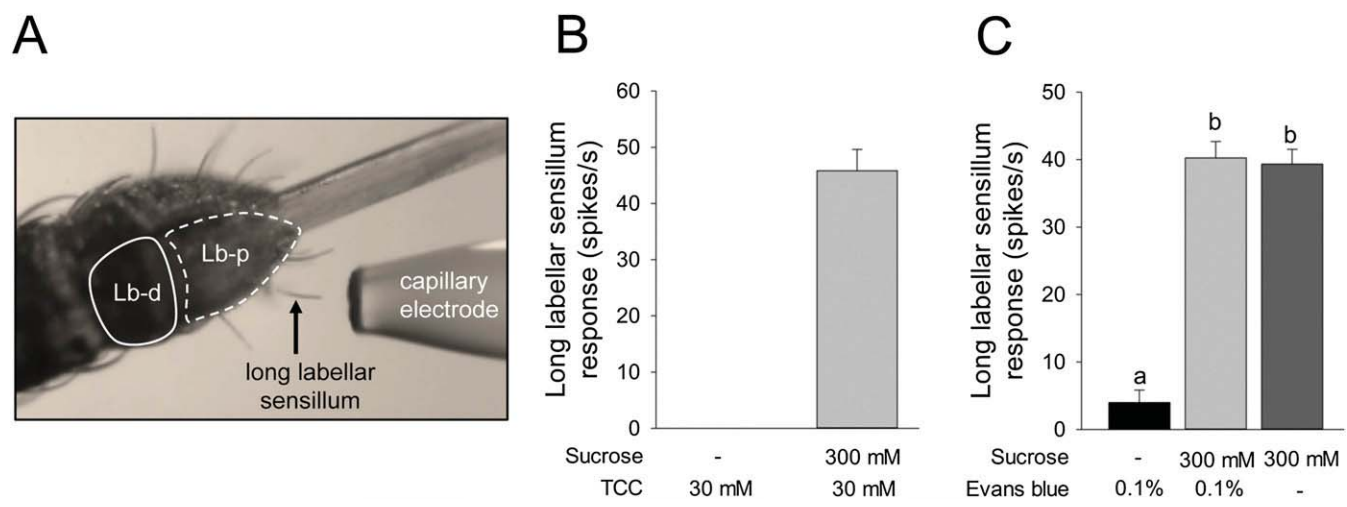 A
Lb-d
Lb-p
capillary
electrode
long labellar
sensillum
B
Long labellar sensillum
response (spikes/s)
60
50
40
30
20
10
0
Sucrose - 300 mM
TCC 30 mM 30 mM
C
Long labellar sensillum
response (spikes/s)
50
40
30
20
10
0
a
b
b
Sucrose - 300 mM 300 mM
Evans blue 0.1% 0.1% -